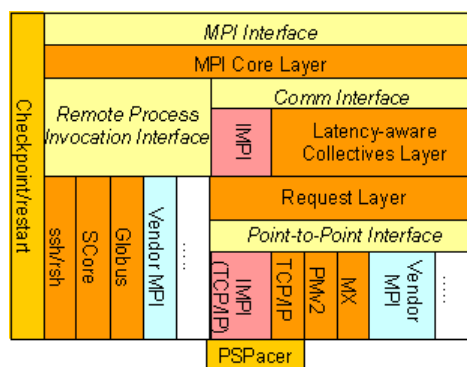 MPI Interface
MPI Core Layer
Checkpoint/restart
Remote Process
Invocation Interface
Comm Interface
IMPI
Latency-aware
Collectives Layer
Request Layer
Point-to-Point Interface
ssh/rsh
SCore
Globus
Vendor MPI
.....
IMPI
(TCP/IP)
TCP/IP
PMv2
MX
Vendor
MPI
.....
PSPacer